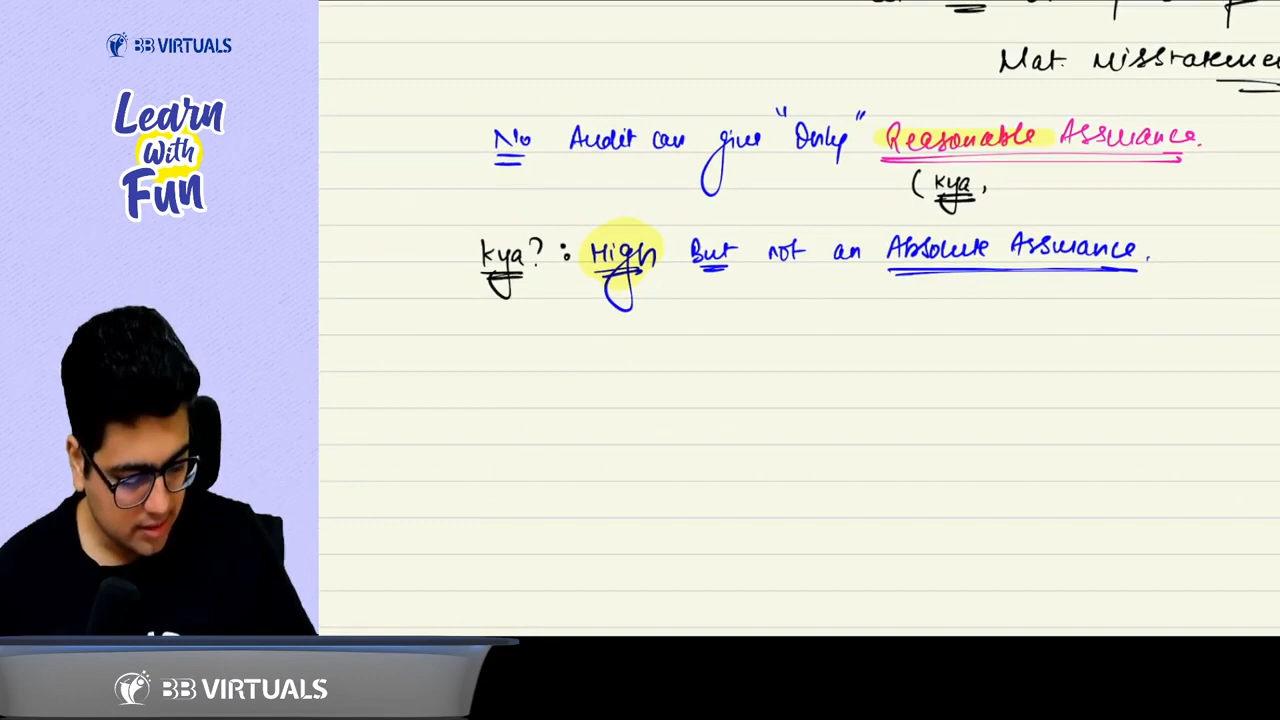 BB VIRTUALS
Learn
With
Fun
Mat. Misstatemen
No Audit can give "Only" Reasonable Assurance.
(kya,
kya? : High But not an Absolute Assurance.
BB VIRTUALS